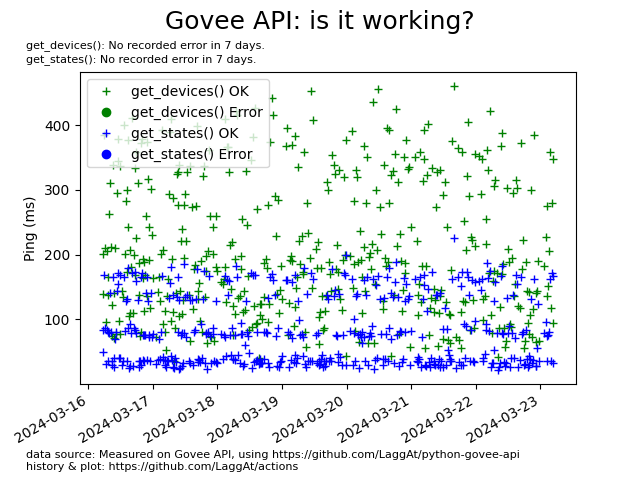 Govee API: is it working?
get_devices(): No recorded error in 7 days.
get_states(): No recorded error in 7 days.
get_devices() OK
get_devices() Error
get_states() OK
get_states() Error
Ping (ms)
400
300
200
100
2024-03-16
2024-03-17
2024-03-18
2024-03-19
2024-03-20
2024-03-21
2024-03-22
2024-03-23
data source: Measured on Govee API, using https://github.com/LaggAt/python-govee-api
history & plot: https://github.com/LaggAt/actions